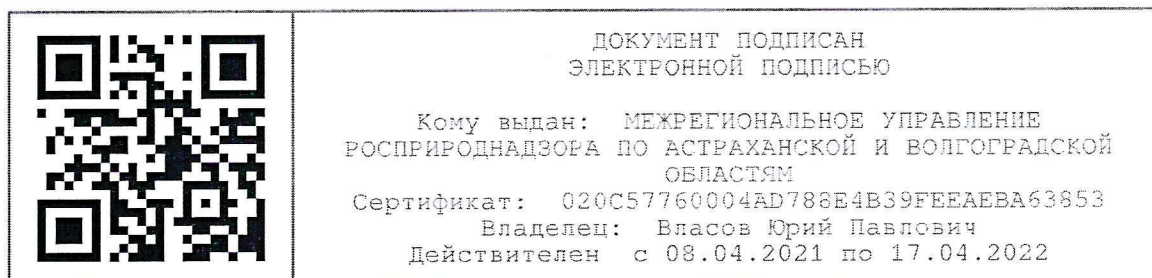 ДОКУМЕНТ ПОДПИСАН
ЭЛЕКТРОННОЙ ПОДПИСЬЮ
Кому выдан: МЕЖРЕГИОНАЛЬНОЕ УПРАВЛЕНИЕ
РОСПРИРОДНАДЗОРА ПО АСТРАХАНСКОЙ И ВОЛГОГРАДСКОЙ
ОБЛАСТЯМ
Сертификат: 020C57760004AD788E4B39FEEAEBA63853
Владелец: Власов Юрий Павлович
Действителен с 08.04.2021 по 17.04.2022